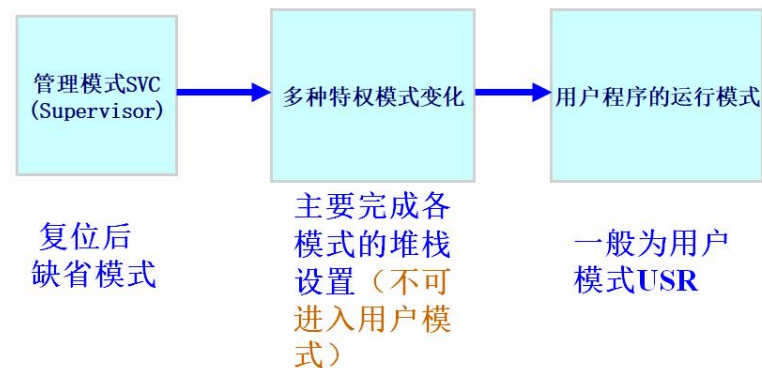 管理模式SVC
(Supervisor)
多种特权模式变化
用户程序的运行模式
复位后
缺省模式
主要完成各
模式的堆栈
设置（不可
进入用户模
式）
一般为用户
模式USR